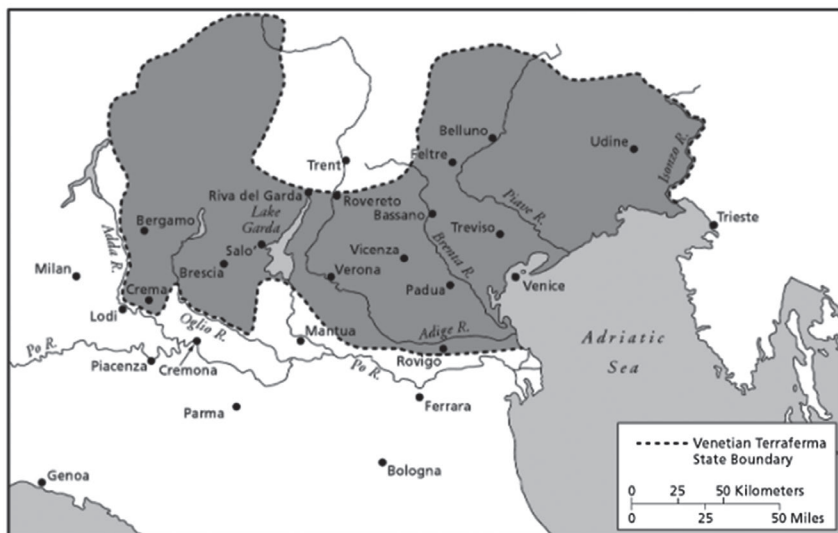 Belluno
Udine
Isonzo R.
Trent
Feltre
Riva del Garda
Rovereto
Lake
Garda
Bassano
Piave R.
Bergamo
Treviso
Trieste
Adda R.
Salo'
Vicenza
Brenta R.
Milan
Brescia
Verona
Padua
Venice
Crema
Lodi
Oglio R.
Mantua
Adige R.
Adriatic
Sea
Po R.
Piacenza
Cremona
Po R.
Rovigo
Parma
Ferrara
Bologna
Genoa
Venetian Terraferma
State Boundary
0 25 50 Kilometers
0 25 50 Miles